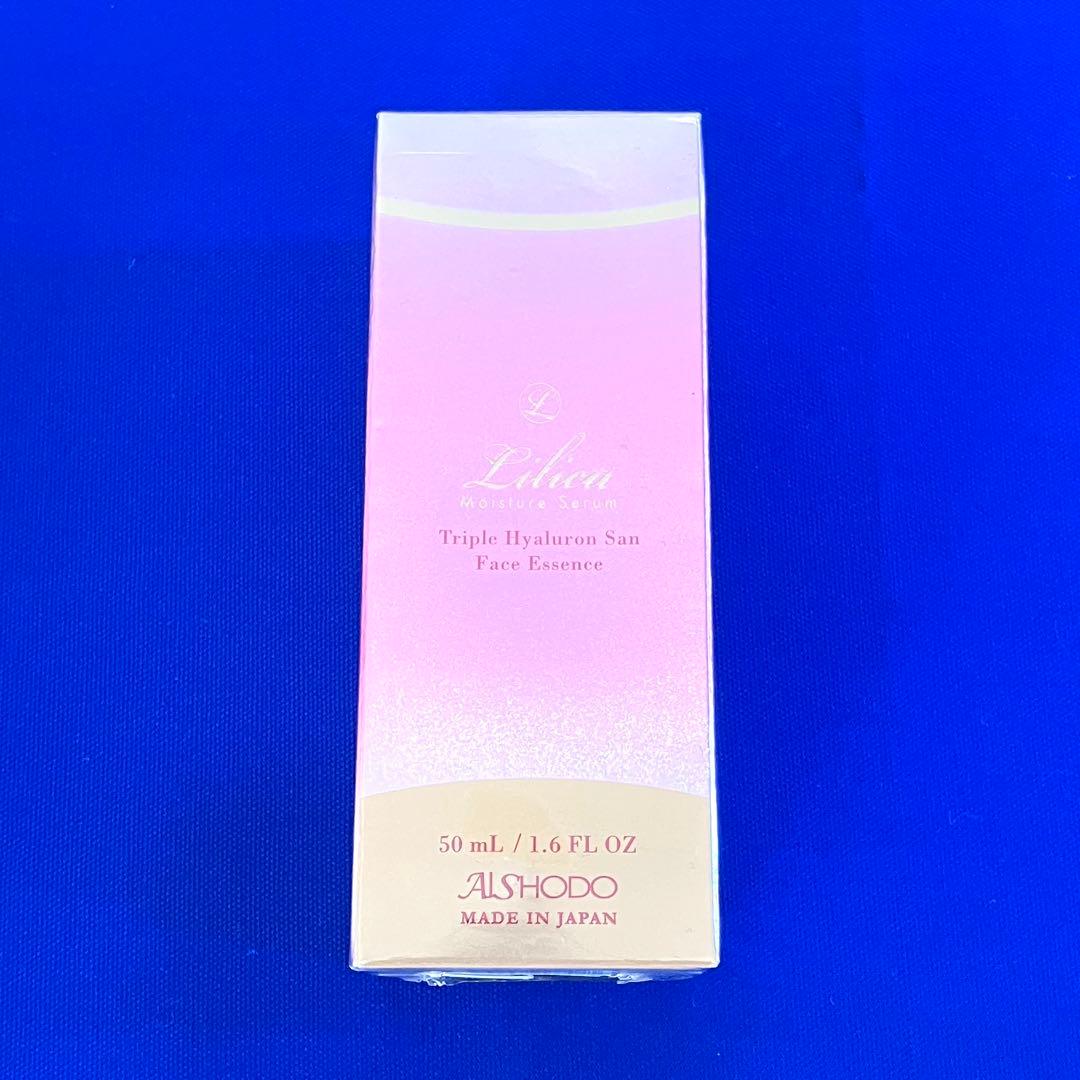 L
Lilica
Moisture Serum
Triple Hyaluron San
Face Essence
50 mL / 1.6 FL OZ
AISHODO
MADE IN JAPAN